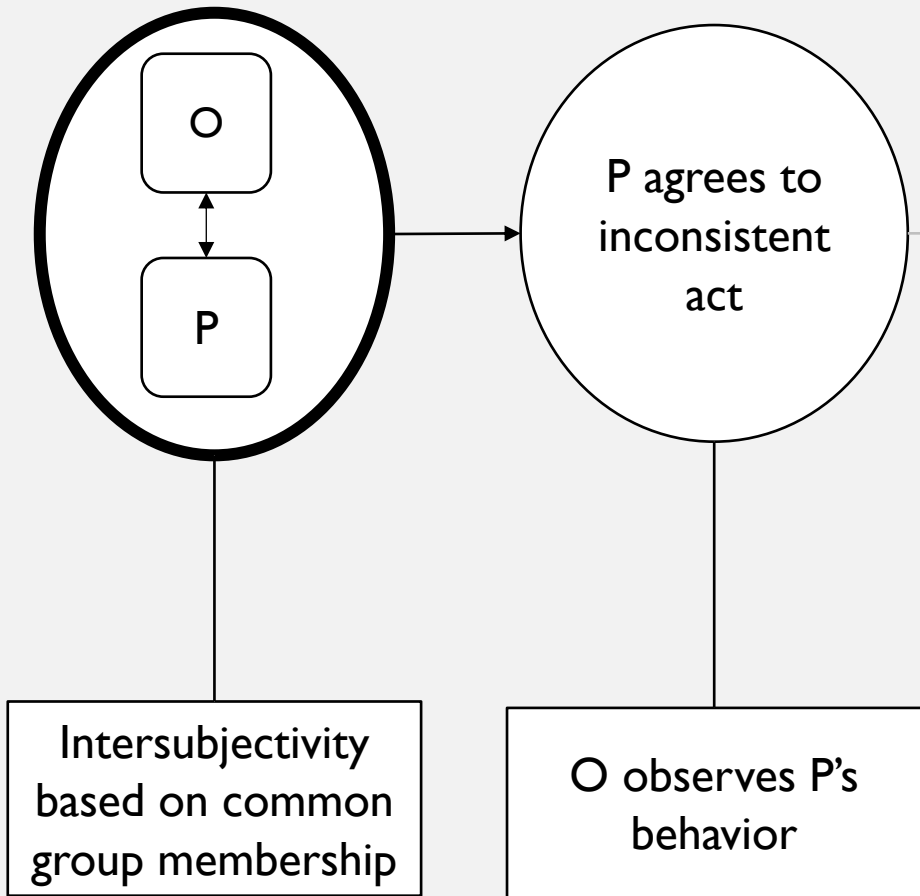 O
P
P agrees to
inconsistent
act
Intersubjectivity
based on common
group membership
O observes P’s
behavior